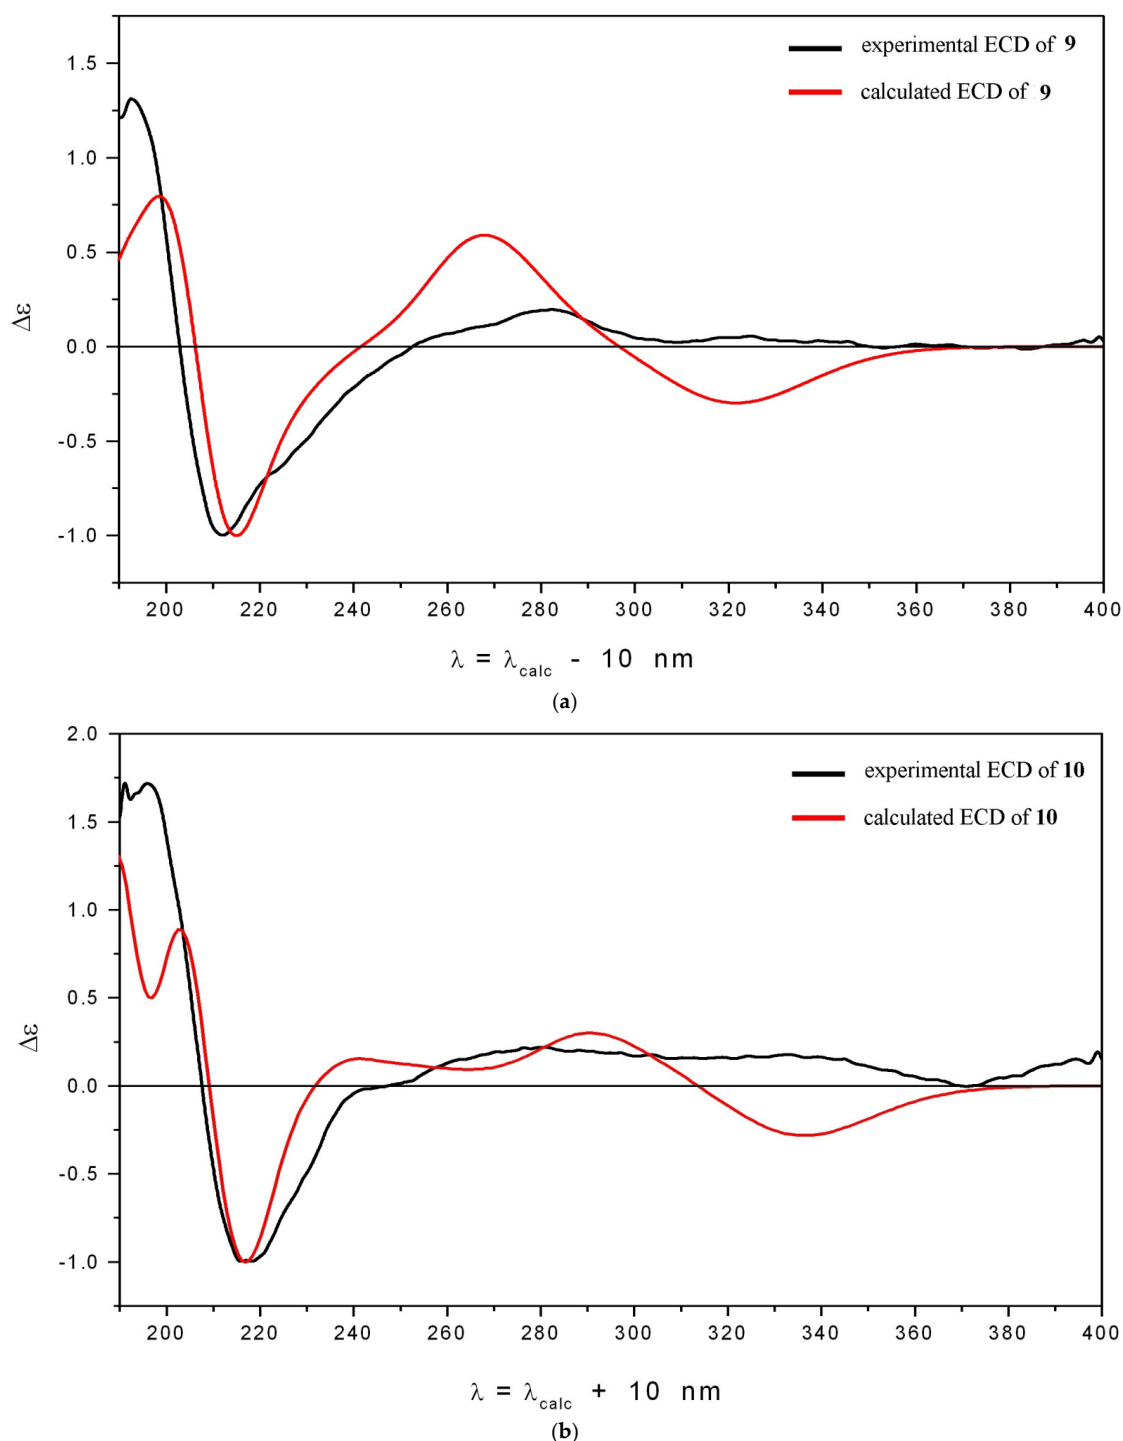 experimental ECD of 9
calculated ECD of 9
1.5
1.0
0.5
0.0
-0.5
-1.0
Δε
200 220 240 260 280 300 320 340 360 380 400
λ = λcalc - 10 nm
(a)
2.0
experimental ECD of 10
calculated ECD of 10
1.5
1.0
0.5
0.0
-0.5
-1.0
Δε
200 220 240 260 280 300 320 340 360 380 400
λ = λcalc + 10 nm
(b)